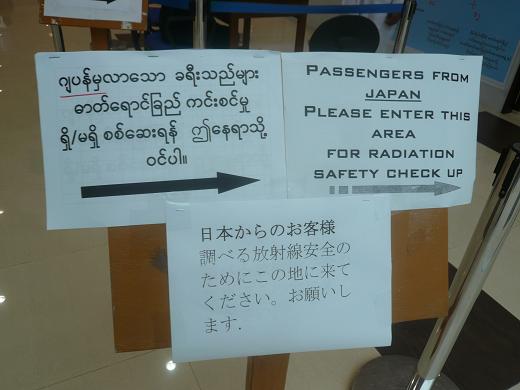 ဂျပန်မှလာသော ခရီးသည်များ
ဓာတ်ရောင်ခြည် ကင်းစင်မှု
ရှိ/မရှိ စစ်ဆေးရန် ဤနေရာသို့
ဝင်ပါ။
PASSENGERS FROM
JAPAN
PLEASE ENTER THIS
AREA
FOR RADIATION
SAFETY CHECK UP
日本からのお客様
調べる放射線安全の
ためにこの地に来て
ください。お願いし
ます.